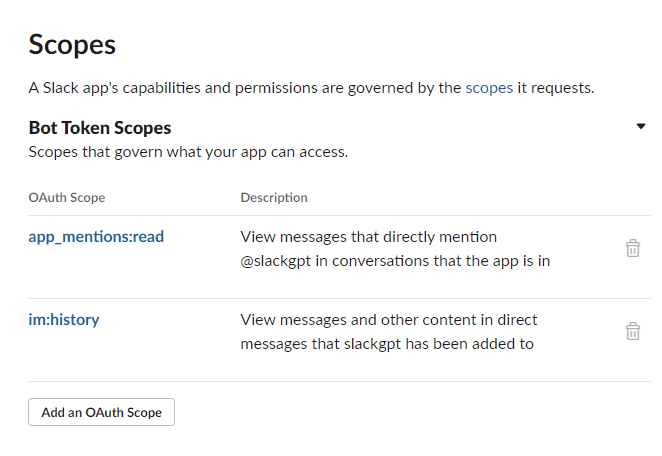 Scopes
A Slack app's capabilities and permissions are governed by the scopes it requests.
Bot Token Scopes
Scopes that govern what your app can access.
OAuth Scope Description
app_mentions:read View messages that directly mention
@slackgpt in conversations that the app is in
im:history View messages and other content in direct
messages that slackgpt has been added to
Add an OAuth Scope